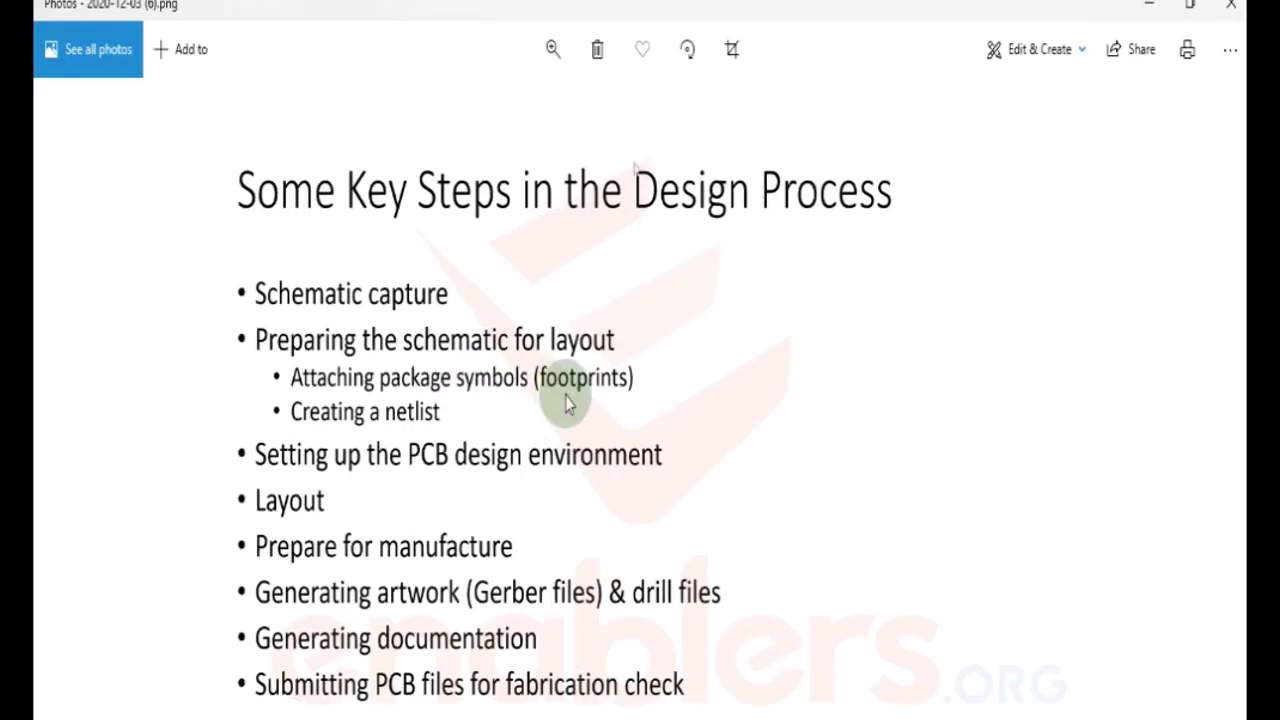 Photos - 2020-12-03 (6).png
See all photos
Add to
Edit & Create
Share
Some Key Steps in the Design Process
• Schematic capture
• Preparing the schematic for layout
• Attaching package symbols (footprints)
• Creating a netlist
• Setting up the PCB design environment
• Layout
• Prepare for manufacture
• Generating artwork (Gerber files) & drill files
• Generating documentation
• Submitting PCB files for fabrication check
enablers
.ORG